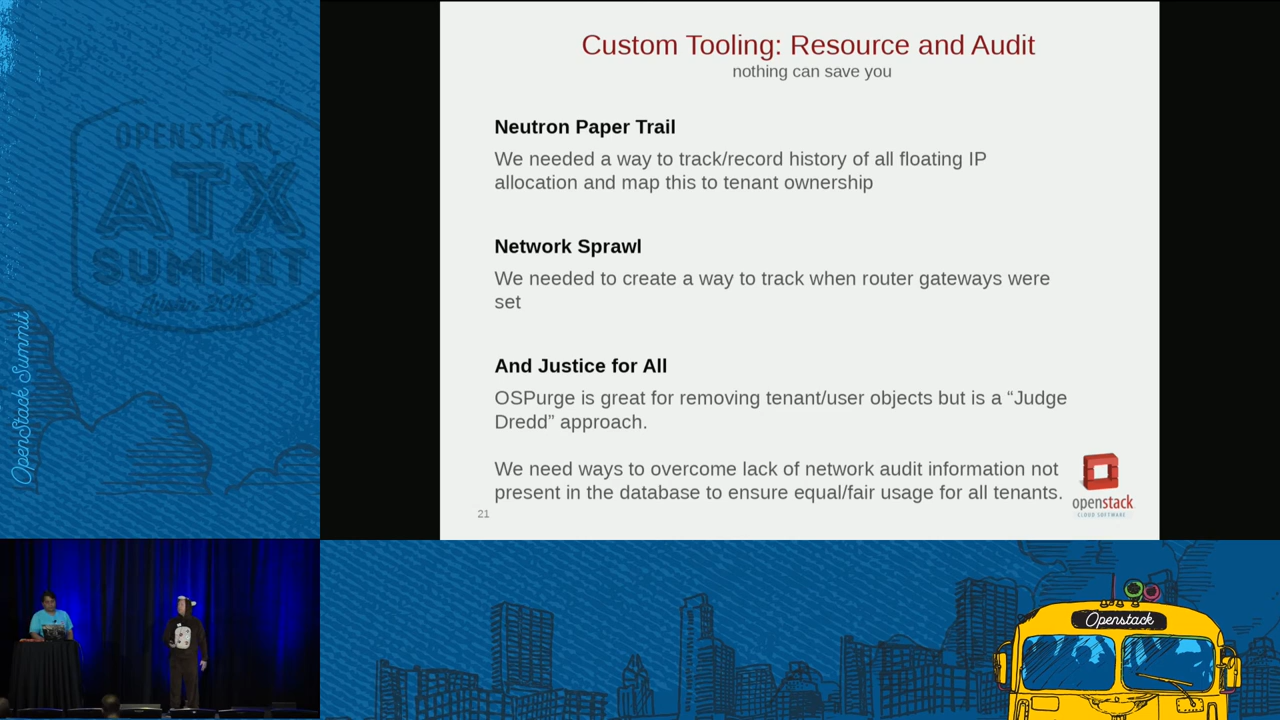 OPENSTACK
ATX
SUMMIT
Austin 2016
OpenStack Summit
Custom Tooling: Resource and Audit
nothing can save you
Neutron Paper Trail
We needed a way to track/record history of all floating IP
allocation and map this to tenant ownership
Network Sprawl
We needed to create a way to track when router gateways were
set
And Justice for All
OSPurge is great for removing tenant/user objects but is a “Judge
Dredd” approach.
We need ways to overcome lack of network audit information not
present in the database to ensure equal/fair usage for all tenants.
21
openstack
CLOUD SOFTWARE
Openstack